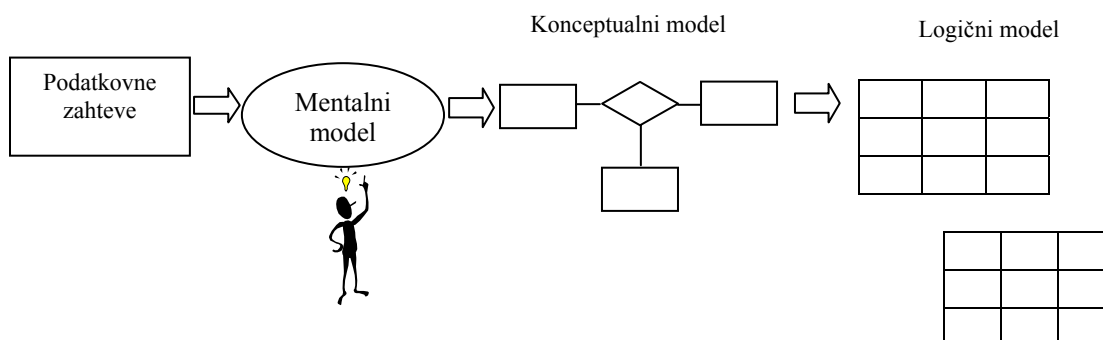 Konceptualni model
Logični model
Podatkovne
zahteve
Mentalni
model